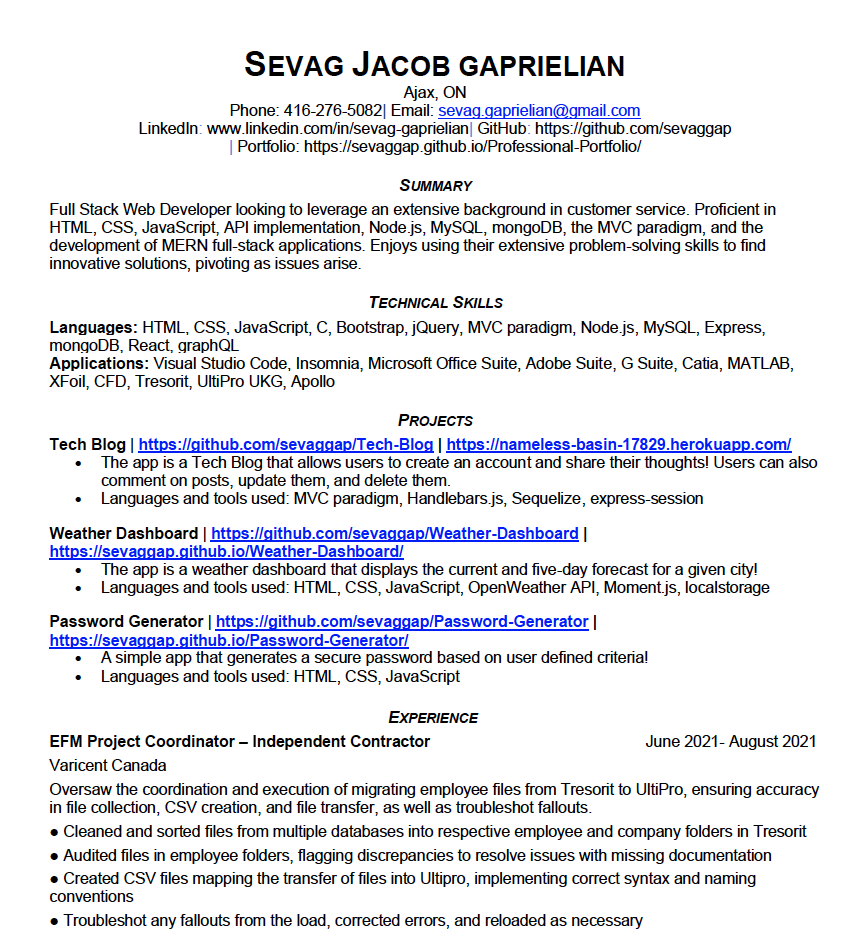 SEVAG JACOB GAPRIELIAN
Ajax, ON
Phone: 416-276-5082| Email: sevag.gaprielian@gmail.com
LinkedIn: www.linkedin.com/in/sevag-gaprielian| GitHub: https://github.com/sevaggap
| Portfolio: https://sevaggap.github.io/Professional-Portfolio/
SUMMARY
Full Stack Web Developer looking to leverage an extensive background in customer service. Proficient in
HTML, CSS, JavaScript, API implementation, Node.js, MySQL, mongoDB, the MVC paradigm, and the
development of MERN full-stack applications. Enjoys using their extensive problem-solving skills to find
innovative solutions, pivoting as issues arise.
TECHNICAL SKILLS
Languages: HTML, CSS, JavaScript, C, Bootstrap, jQuery, MVC paradigm, Node.js, MySQL, Express,
mongoDB, React, graphQL
Applications: Visual Studio Code, Insomnia, Microsoft Office Suite, Adobe Suite, G Suite, Catia, MATLAB,
XFoil, CFD, Tresorit, UltiPro UKG, Apollo
PROJECTS
Tech Blog | https://github.com/sevaggap/Tech-Blog | https://nameless-basin-17829.herokuapp.com/
• The app is a Tech Blog that allows users to create an account and share their thoughts! Users can also
comment on posts, update them, and delete them.
• Languages and tools used: MVC paradigm, Handlebars.js, Sequelize, express-session
Weather Dashboard | https://github.com/sevaggap/Weather-Dashboard |
https://sevaggap.github.io/Weather-Dashboard/
• The app is a weather dashboard that displays the current and five-day forecast for a given city!
• Languages and tools used: HTML, CSS, JavaScript, OpenWeather API, Moment.js, localstorage
Password Generator | https://github.com/sevaggap/Password-Generator |
https://sevaggap.github.io/Password-Generator/
• A simple app that generates a secure password based on user defined criteria!
• Languages and tools used: HTML, CSS, JavaScript
EXPERIENCE
EFM Project Coordinator – Independent Contractor June 2021- August 2021
Varicent Canada
Oversaw the coordination and execution of migrating employee files from Tresorit to UltiPro, ensuring accuracy
in file collection, CSV creation, and file transfer, as well as troubleshot fallouts.
● Cleaned and sorted files from multiple databases into respective employee and company folders in Tresorit
● Audited files in employee folders, flagging discrepancies to resolve issues with missing documentation
● Created CSV files mapping the transfer of files into Ultipro, implementing correct syntax and naming
conventions
● Troubleshot any fallouts from the load, corrected errors, and reloaded as necessary